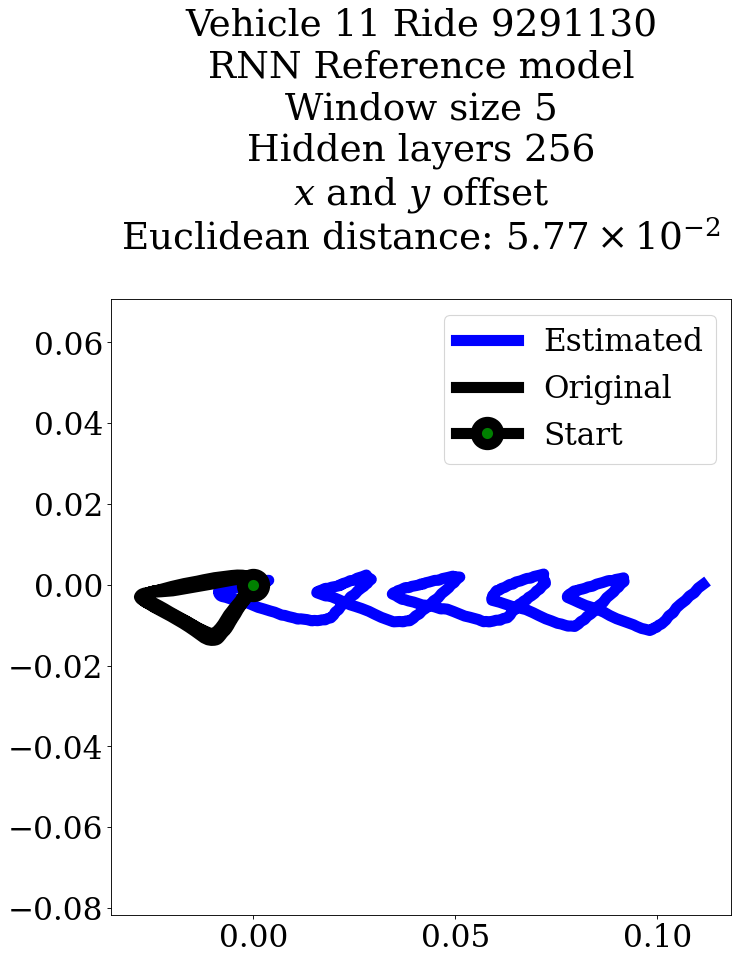 Vehicle 11 Ride 9291130
RNN Reference model
Window size 5
Hidden layers 256
x and y offset
Euclidean distance: 5.77 × 10⁻²
Estimated
Original
Start
0.06
0.04
0.02
0.00
−0.02
−0.04
−0.06
−0.08
0.00 0.05 0.10